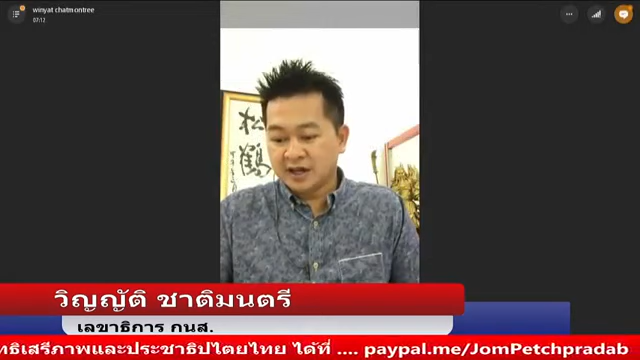 winyat chatmontree
07:12
松
鶴
วิญญัติ ชาติมนตรี
เลขาธิการ กนส.
ทธิเสรีภาพและประชาธิปไตยไทย ได้ที่ .... paypal.me/JomPetchpradab